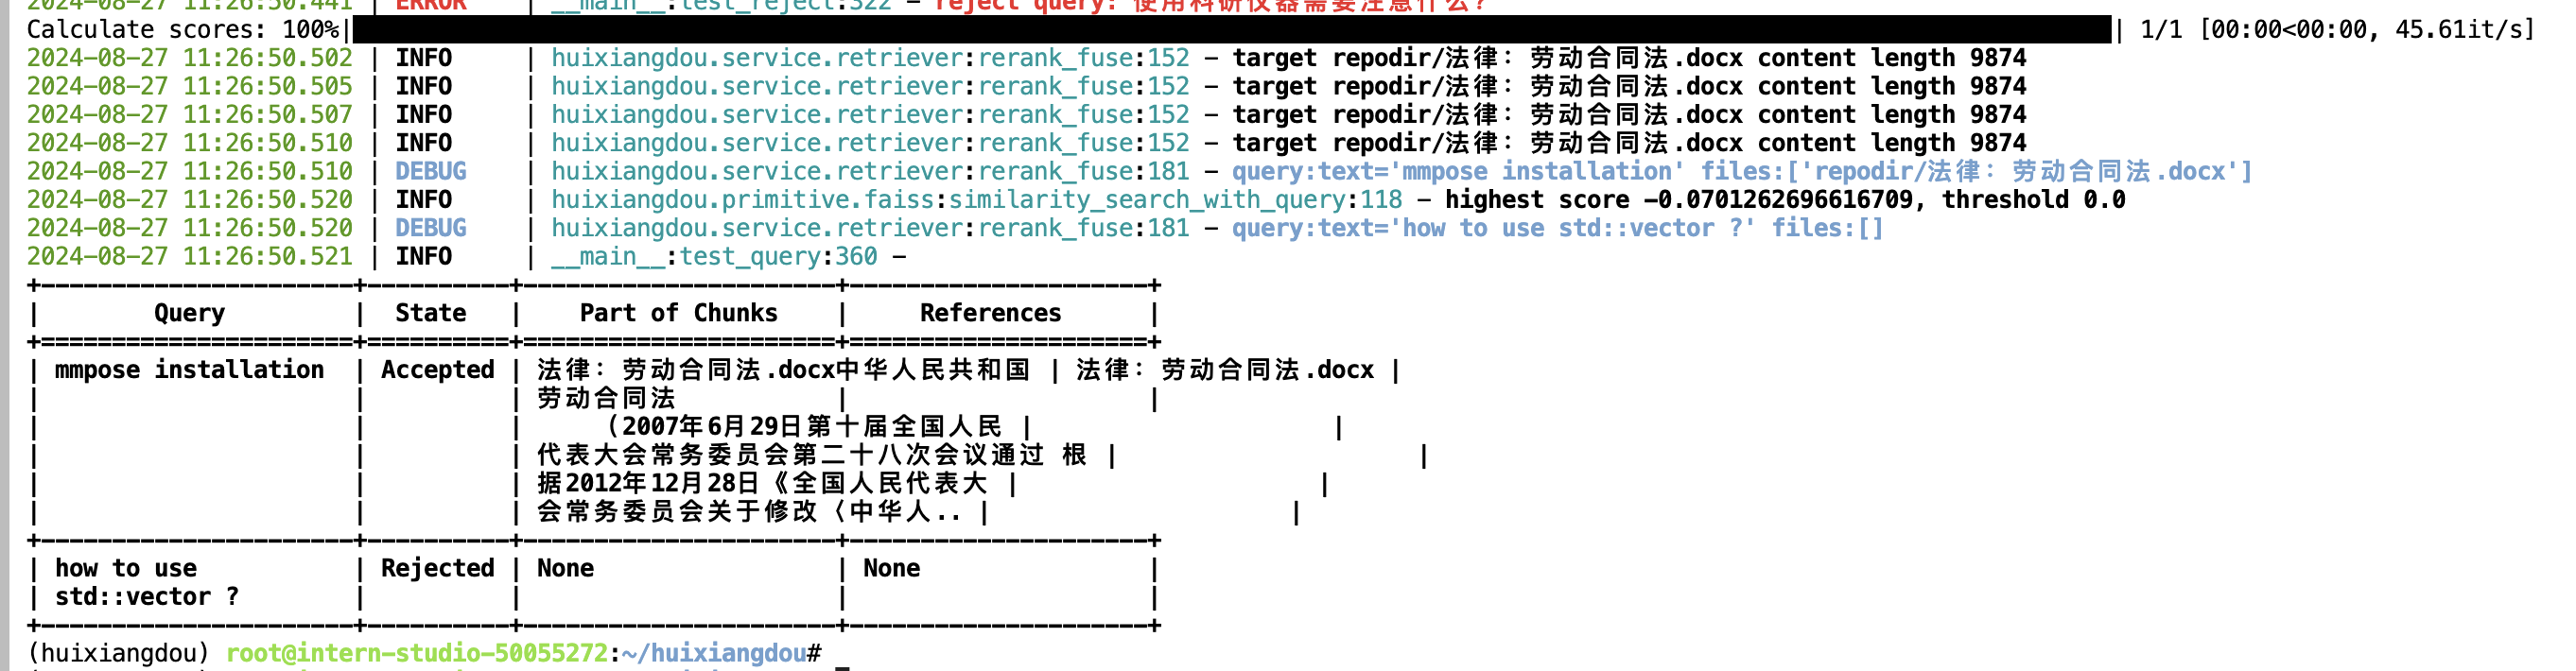 2024-08-27 11:26:50.441 | ERROR    | __main__:test_reject:322 - reject query: 使用科研仪器需要注意什么？
Calculate scores: 100%|██████████| 1/1 [00:00<00:00, 45.61it/s]
2024-08-27 11:26:50.502 | INFO     | huixiangdou.service.retriever:rerank_fuse:152 - target repodir/法律：劳动合同法.docx content length 9874
2024-08-27 11:26:50.505 | INFO     | huixiangdou.service.retriever:rerank_fuse:152 - target repodir/法律：劳动合同法.docx content length 9874
2024-08-27 11:26:50.507 | INFO     | huixiangdou.service.retriever:rerank_fuse:152 - target repodir/法律：劳动合同法.docx content length 9874
2024-08-27 11:26:50.510 | INFO     | huixiangdou.service.retriever:rerank_fuse:152 - target repodir/法律：劳动合同法.docx content length 9874
2024-08-27 11:26:50.510 | DEBUG    | huixiangdou.service.retriever:rerank_fuse:181 - query:text='mmpose installation' files:['repodir/法律：劳动合同法.docx']
2024-08-27 11:26:50.520 | INFO     | huixiangdou.primitive.faiss:similarity_search_with_query:118 - highest score -0.0701262696616709, threshold 0.0
2024-08-27 11:26:50.520 | DEBUG    | huixiangdou.service.retriever:rerank_fuse:181 - query:text='how to use std::vector ?' files:[]
2024-08-27 11:26:50.521 | INFO     | __main__:test_query:360 -
+----------------------+----------+----------------------+---------------------+
|        Query         |  State   |    Part of Chunks    |     References      |
+======================+==========+======================+=====================+
| mmpose installation  | Accepted | 法律：劳动合同法.docx中华人民共和国 | 法律：劳动合同法.docx |
|                      |          | 劳动合同法            |                     |
|                      |          |     （2007年6月29日第十届全国人民 |                     |
|                      |          | 代表大会常务委员会第二十八次会议通过 根 |                     |
|                      |          | 据2012年12月28日《全国人民代表大 |                     |
|                      |          | 会常务委员会关于修改〈中华人.. |                     |
+----------------------+----------+----------------------+---------------------+
| how to use           | Rejected | None                 | None                |
| std::vector ?        |          |                      |                     |
+----------------------+----------+----------------------+---------------------+
(huixiangdou) root@intern-studio-50055272:~/huixiangdou#